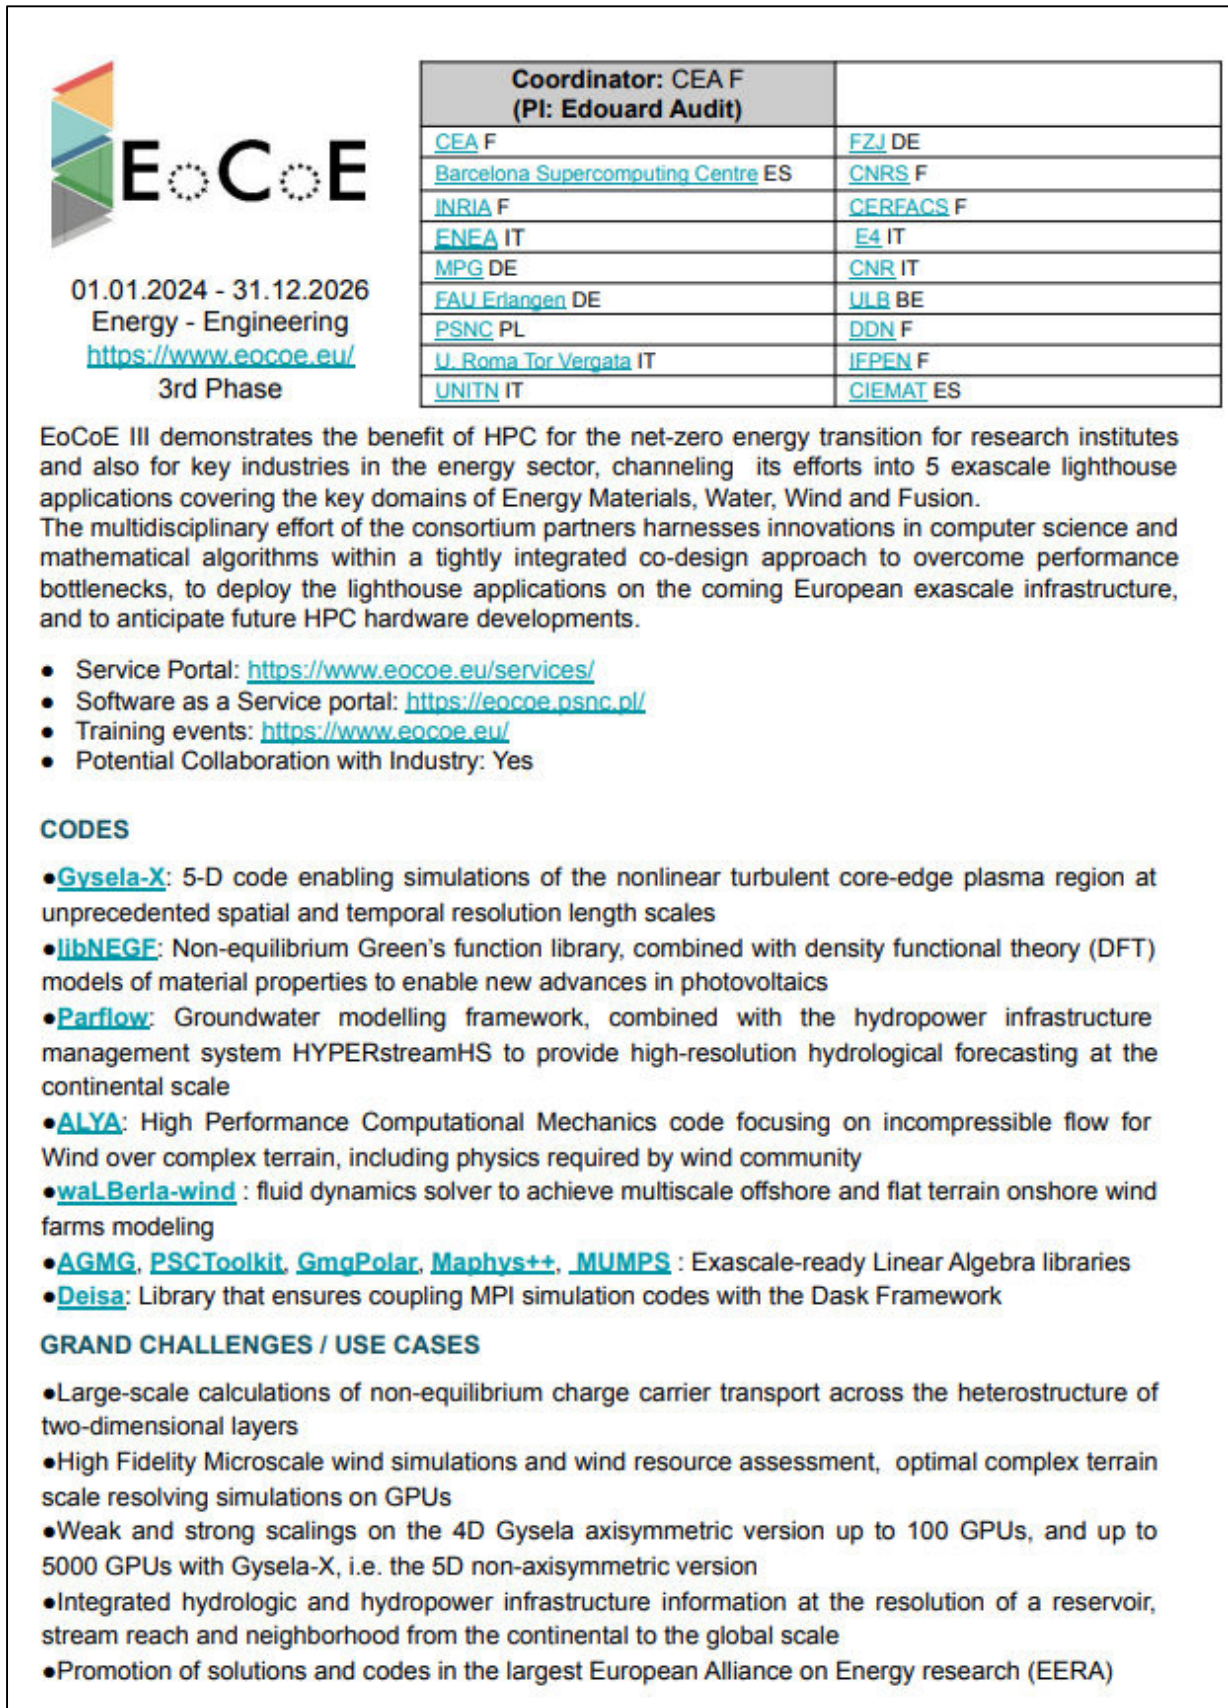 EoCoE
01.01.2024 - 31.12.2026
Energy - Engineering
https://www.eocoe.eu/
3rd Phase
Coordinator: CEA F
(PI: Edouard Audit)
CEA F
FZJ DE
Barcelona Supercomputing Centre ES
CNRS F
INRIA F
CERFACS F
ENEA IT
E4 IT
MPG DE
CNR IT
FAU Erlangen DE
ULB BE
PSNC PL
DDN F
U. Roma Tor Vergata IT
IFPEN F
UNITN IT
CIEMAT ES
EoCoE III demonstrates the benefit of HPC for the net-zero energy transition for research institutes
and also for key industries in the energy sector, channeling its efforts into 5 exascale lighthouse
applications covering the key domains of Energy Materials, Water, Wind and Fusion.
The multidisciplinary effort of the consortium partners harnesses innovations in computer science and
mathematical algorithms within a tightly integrated co-design approach to overcome performance
bottlenecks, to deploy the lighthouse applications on the coming European exascale infrastructure,
and to anticipate future HPC hardware developments.
● Service Portal: https://www.eocoe.eu/services/
● Software as a Service portal: https://eocoe.psnc.pl/
● Training events: https://www.eocoe.eu/
● Potential Collaboration with Industry: Yes
CODES
●Gysela-X: 5-D code enabling simulations of the nonlinear turbulent core-edge plasma region at
unprecedented spatial and temporal resolution length scales
●libNEGF: Non-equilibrium Green's function library, combined with density functional theory (DFT)
models of material properties to enable new advances in photovoltaics
●Parflow: Groundwater modelling framework, combined with the hydropower infrastructure
management system HYPERstreamHS to provide high-resolution hydrological forecasting at the
continental scale
●ALYA: High Performance Computational Mechanics code focusing on incompressible flow for
Wind over complex terrain, including physics required by wind community
●waLBerla-wind : fluid dynamics solver to achieve multiscale offshore and flat terrain onshore wind
farms modeling
●AGMG, PSCToolkit, GmgPolar, Maphys++, MUMPS : Exascale-ready Linear Algebra libraries
●Deisa: Library that ensures coupling MPI simulation codes with the Dask Framework
GRAND CHALLENGES / USE CASES
●Large-scale calculations of non-equilibrium charge carrier transport across the heterostructure of
two-dimensional layers
●High Fidelity Microscale wind simulations and wind resource assessment, optimal complex terrain
scale resolving simulations on GPUs
●Weak and strong scalings on the 4D Gysela axisymmetric version up to 100 GPUs, and up to
5000 GPUs with Gysela-X, i.e. the 5D non-axisymmetric version
●Integrated hydrologic and hydropower infrastructure information at the resolution of a reservoir,
stream reach and neighborhood from the continental to the global scale
●Promotion of solutions and codes in the largest European Alliance on Energy research (EERA)